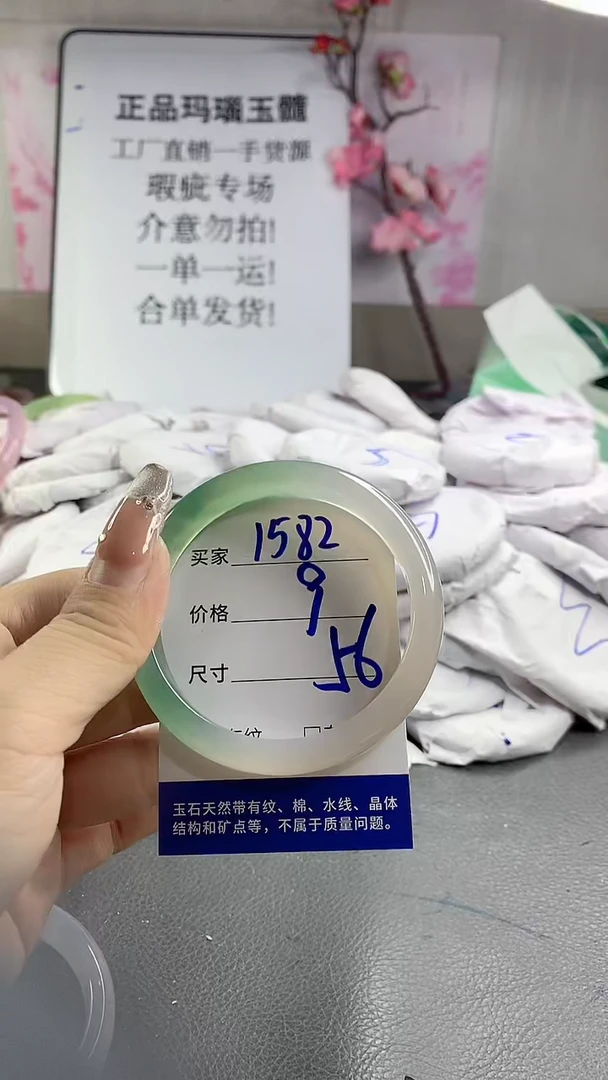 正品玛瑙玉髓
工厂直销一手货源
瑕疵专场
介意勿拍!
一单一运!
合单发货!
买家 1582
价格 9
尺寸 56
玉石天然带有纹、棉、水线、晶体
结构和矿点等，不属于质量问题。